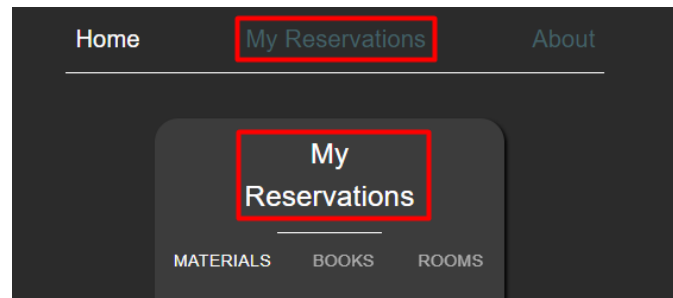 Home My Reservations About
My
Reservations
MATERIALS BOOKS ROOMS